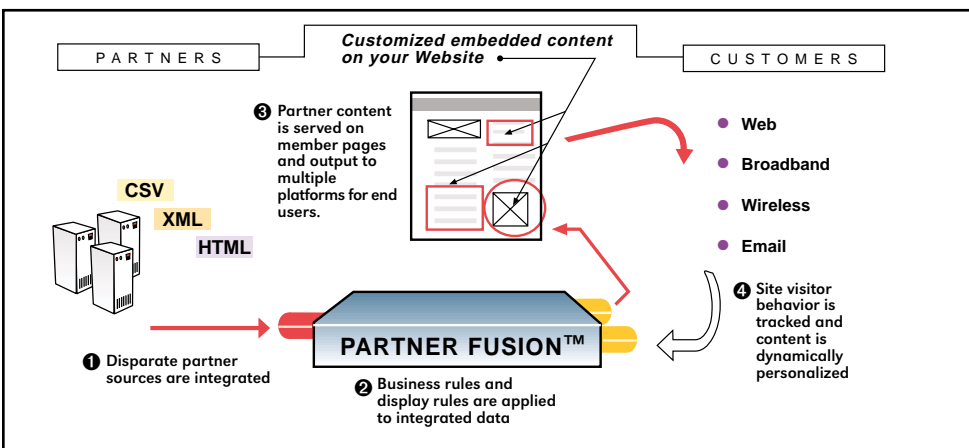 PARTNERS
Customized embedded content
on your Website
CUSTOMERS
❸ Partner content
is served on
member pages
and output to
multiple
platforms for end
users.
CSV
XML
HTML
• Web
• Broadband
• Wireless
• Email
❶ Disparate partner
sources are integrated
PARTNER FUSION™
❷ Business rules and
display rules are applied
to integrated data
❹ Site visitor
behavior is
tracked and
content is
dynamically
personalized